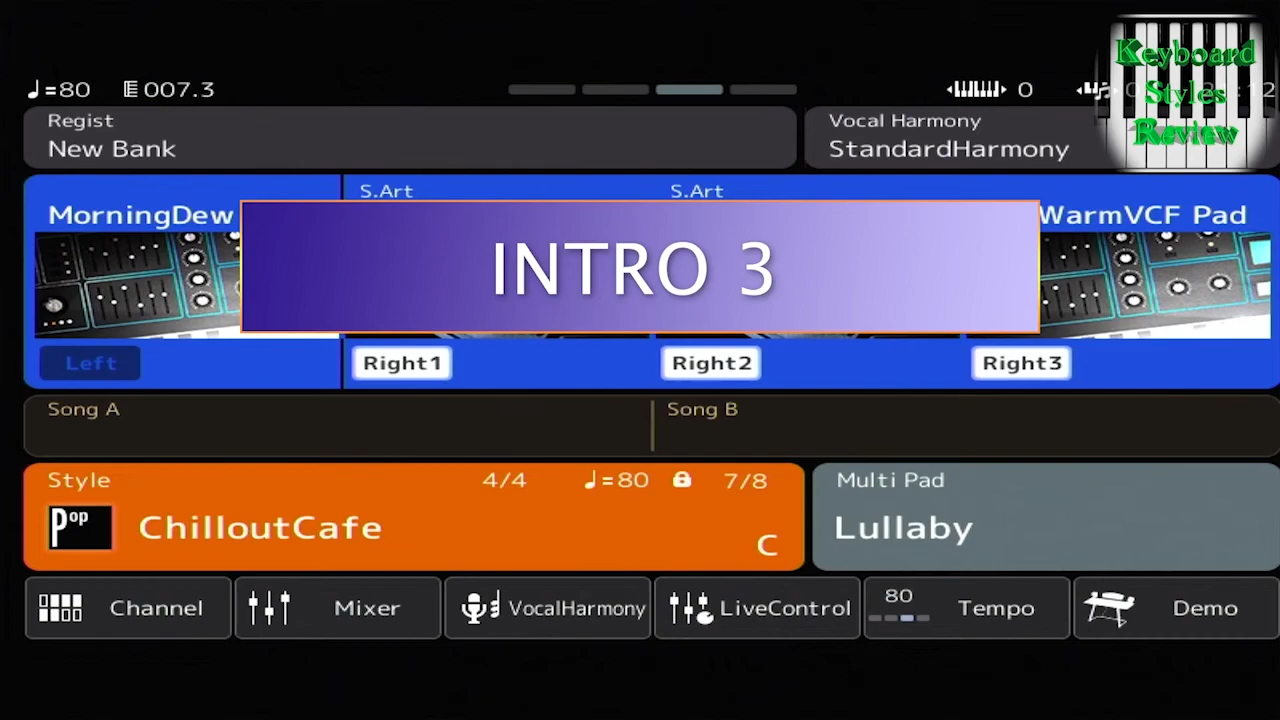 ♩=80 007.3 0
Keyboard
Styles
Review
Regist
New Bank
Vocal Harmony
StandardHarmony
MorningDew
S.Art
S.Art
WarmVCF Pad
INTRO 3
Left
Right1
Right2
Right3
Song A
Song B
Style 4/4 ♩=80 7/8
Pop
ChilloutCafe
C
Multi Pad
Lullaby
Channel
Mixer
VocalHarmony
LiveControl
80
Tempo
Demo